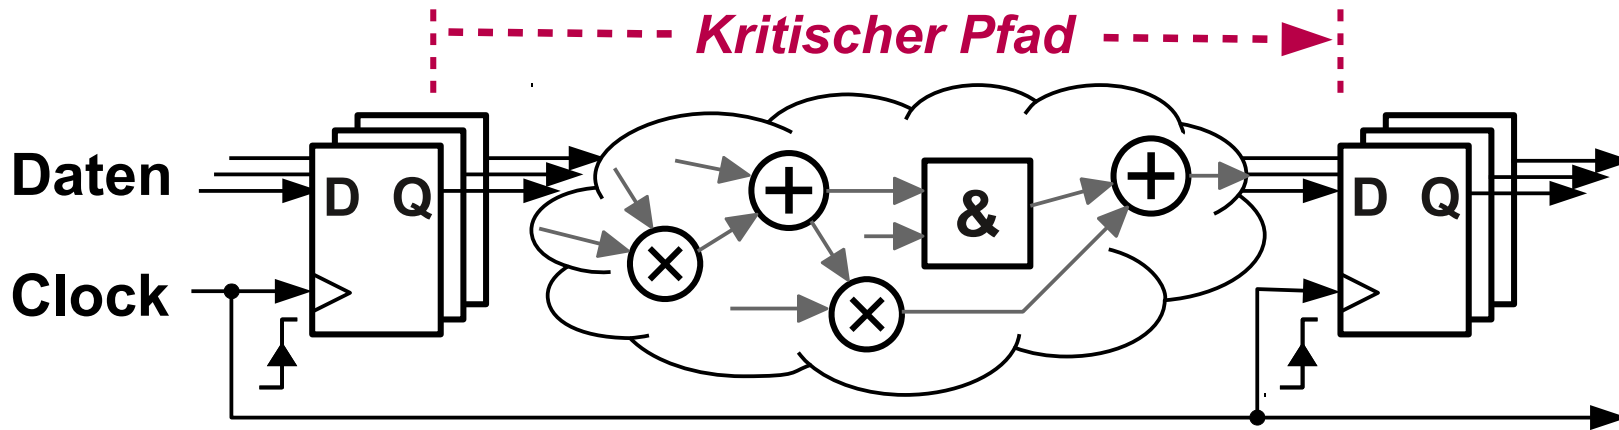 Kritischer Pfad
Daten
D Q
&
D Q
Clock